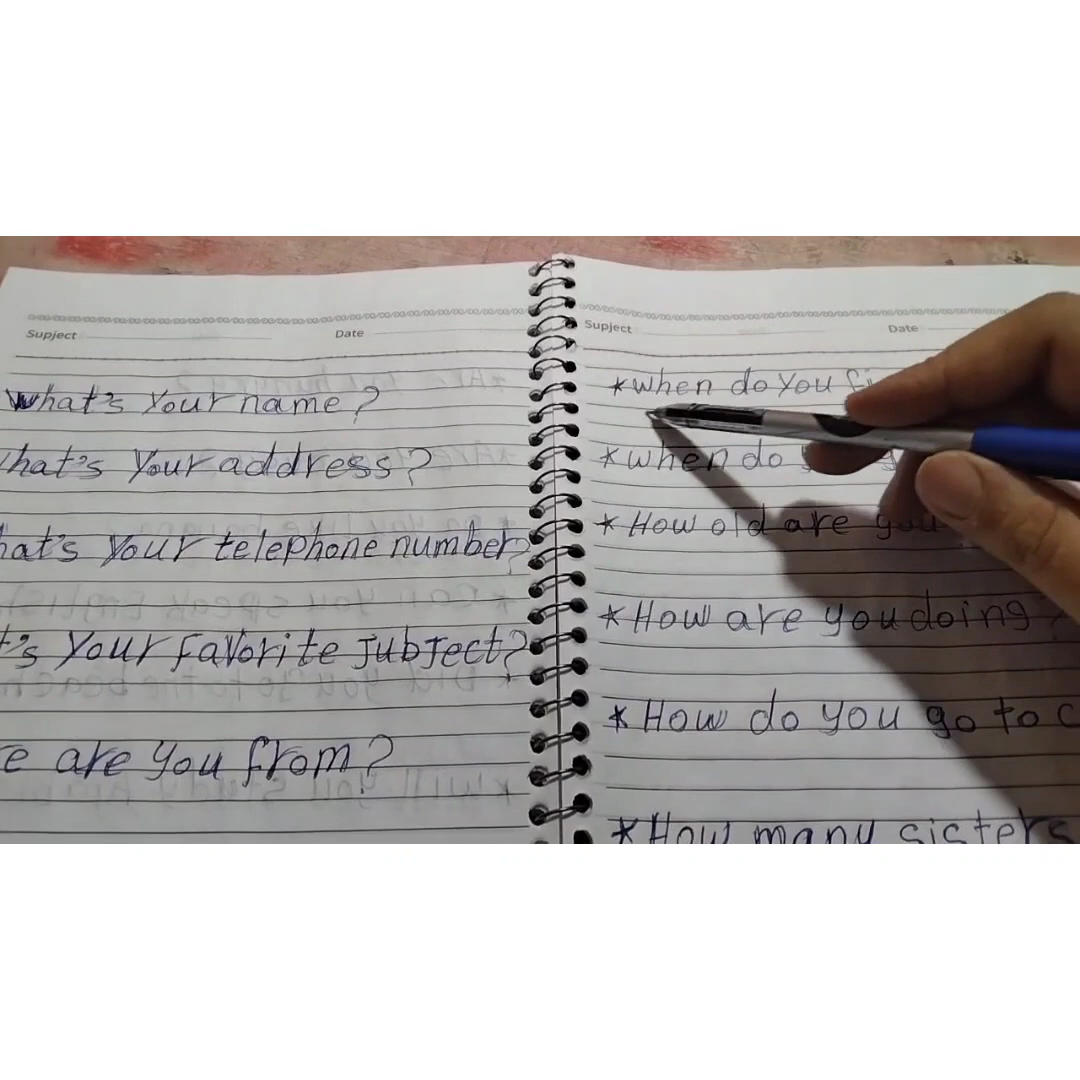 Supject Date
What's Your name?
hat's Your address?
hat's Your telephone number?
t's Your favorite jubject?
e are you from?
Supject Date
*When do You
*When do
*How old are you
*How are you doing?
*How do you go to c
*How many sisters